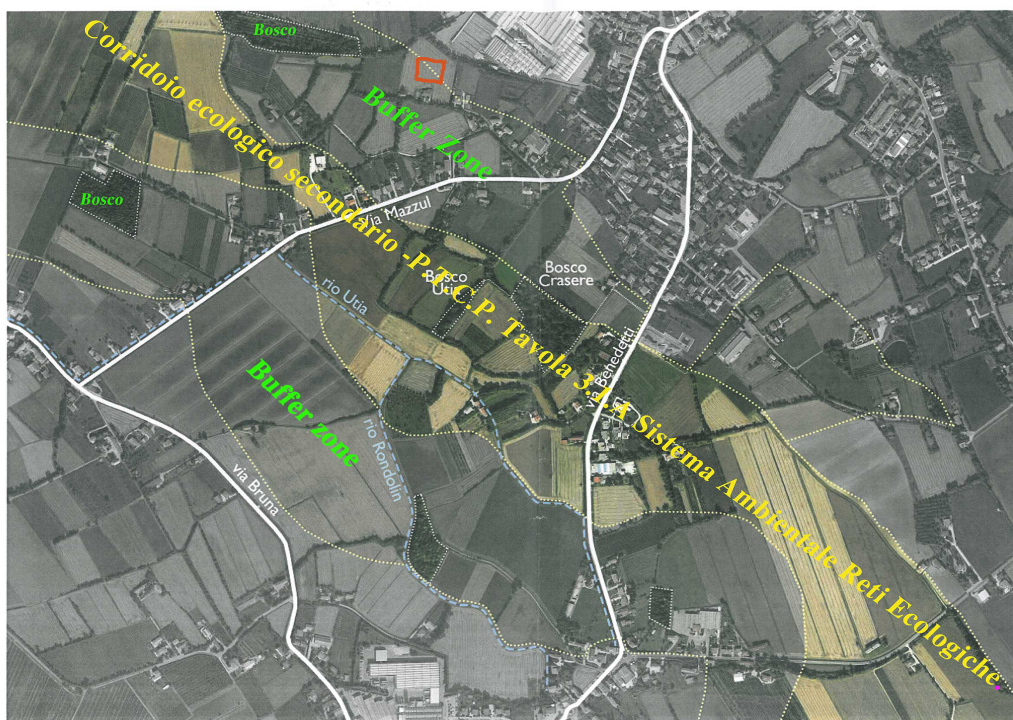 Bosco
Corridoio ecologico secondario -P.T.C.P. Tavola 3.1.A Sistema Ambientale Reti Ecologiche
Buffer Zone
Bosco
Via Mazzul
rio Utia
Bosco
Utia
Bosco
Crasere
via Benedetti
Buffer zone
rio Rondolin
via Bruna